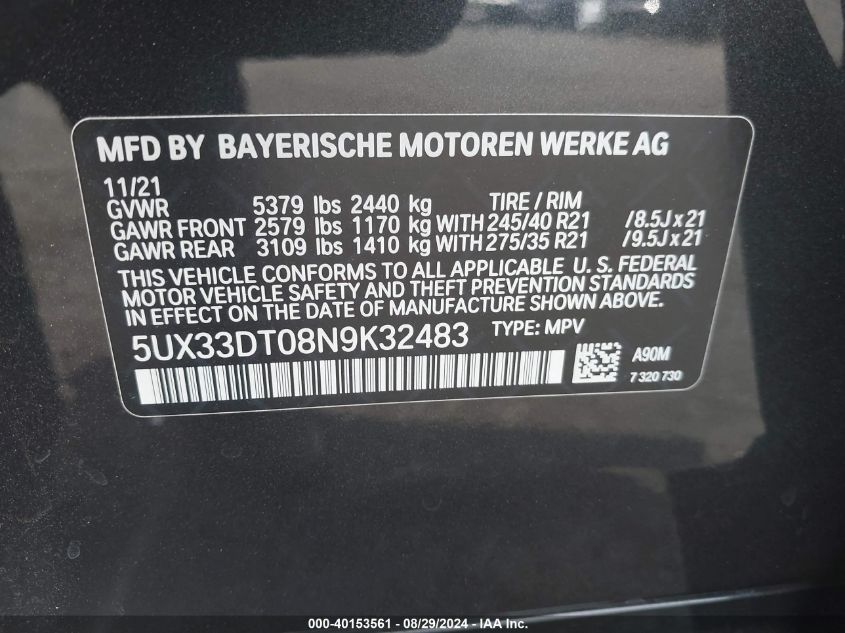 MFD BY BAYERISCHE MOTOREN WERKE AG
11/21
GVWR 5379 lbs 2440 kg TIRE / RIM
GAWR FRONT 2579 lbs 1170 kg WITH 245/40 R21 /8.5J x 21
GAWR REAR 3109 lbs 1410 kg WITH 275/35 R21 /9.5J x 21
THIS VEHICLE CONFORMS TO ALL APPLICABLE U. S. FEDERAL
MOTOR VEHICLE SAFETY AND THEFT PREVENTION STANDARDS
IN EFFECT ON THE DATE OF MANUFACTURE SHOWN ABOVE.
5UX33DT08N9K32483 TYPE: MPV
A90M
7 320 730
000-40153561 - 08/29/2024 - IAA Inc.